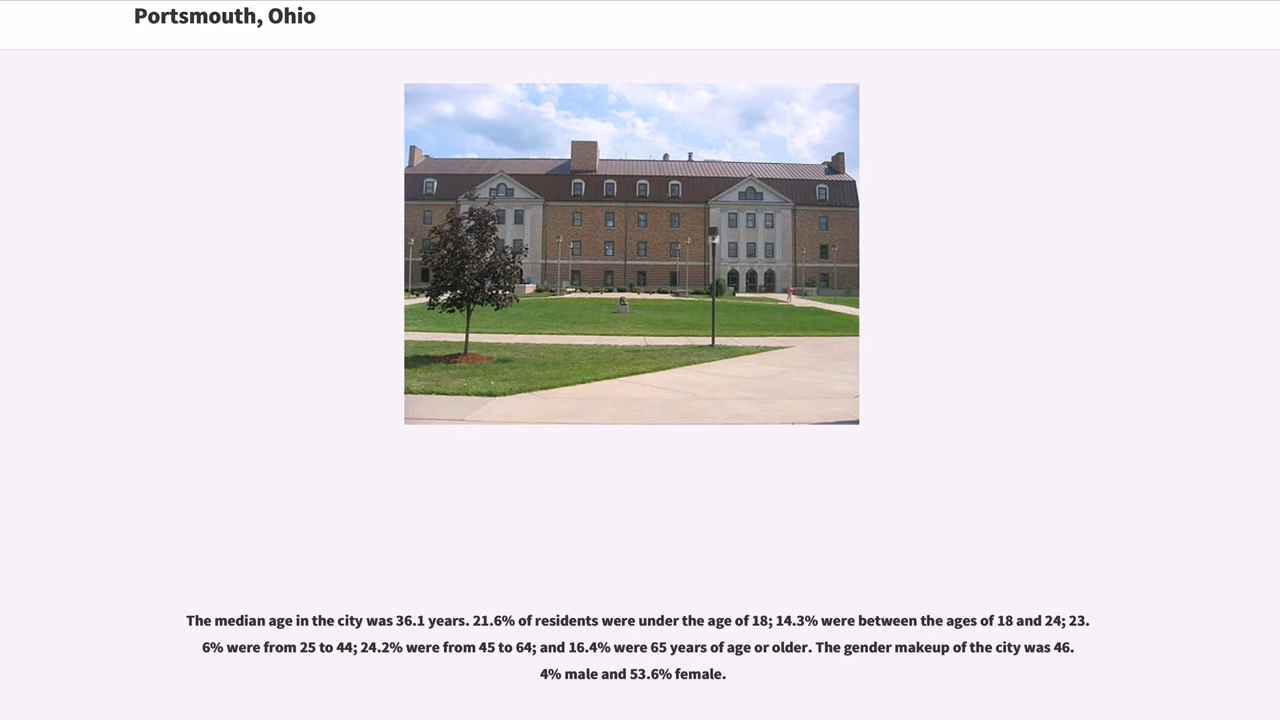 Portsmouth, Ohio
The median age in the city was 36.1 years. 21.6% of residents were under the age of 18; 14.3% were between the ages of 18 and 24; 23.
6% were from 25 to 44; 24.2% were from 45 to 64; and 16.4% were 65 years of age or older. The gender makeup of the city was 46.
4% male and 53.6% female.